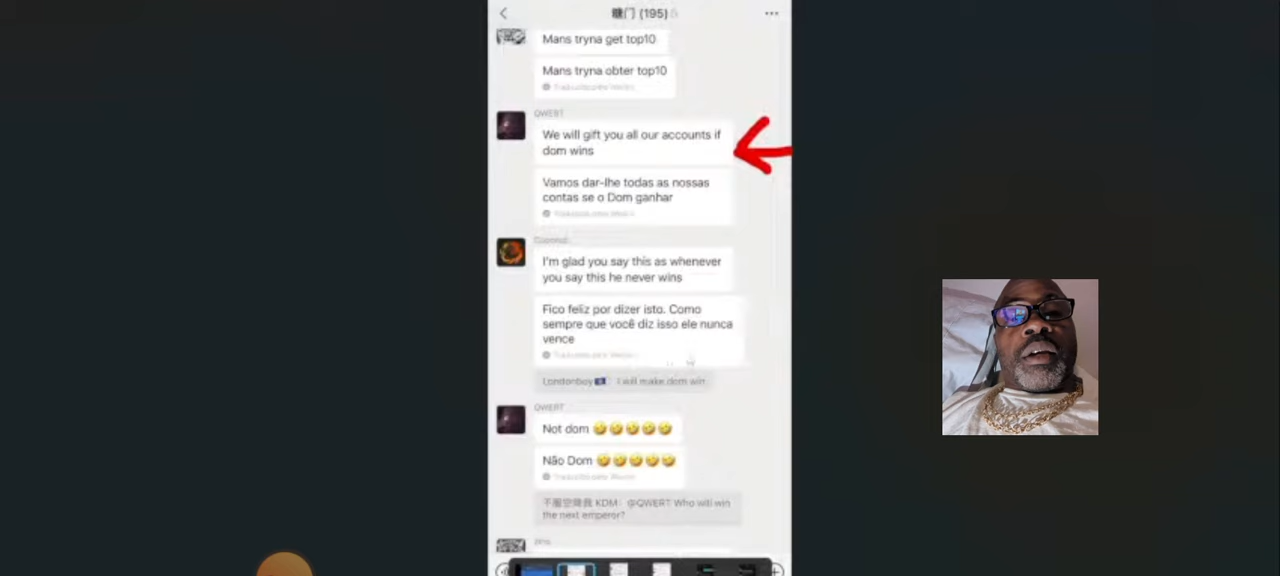 (195)
Mans tryna get top10
Mans tryna obter top10
QWERT
We will gift you all our accounts if
dom wins
Vamos dar-lhe todas as nossas
contas se o Dom ganhar
I'm glad you say this as whenever
you say this he never wins
Fico feliz por dizer isto. Como
sempre que você diz isso ele nunca
vence
Londonboy I will make dom win
QWERT
Not dom 🤣🤣🤣🤣🤣
Não Dom 🤣🤣🤣🤣🤣
KDM: @QWERT Who will win
the next emperor?